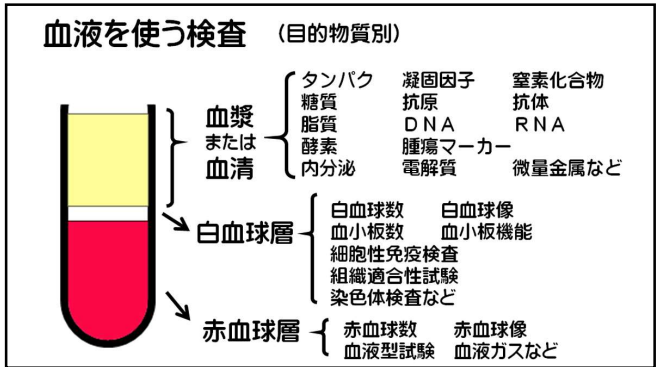 血液を使う検査 (目的物質別)
血漿
または
血清
タンパク 凝固因子 窒素化合物
糖質 抗原 抗体
脂質 DNA RNA
酵素 腫瘍マーカー
内分泌 電解質 微量金属など
白血球層
白血球数 白血球像
血小板数 血小板機能
細胞性免疫検査
組織適合性試験
染色体検査など
赤血球層
赤血球数 赤血球像
血液型試験 血液ガスなど